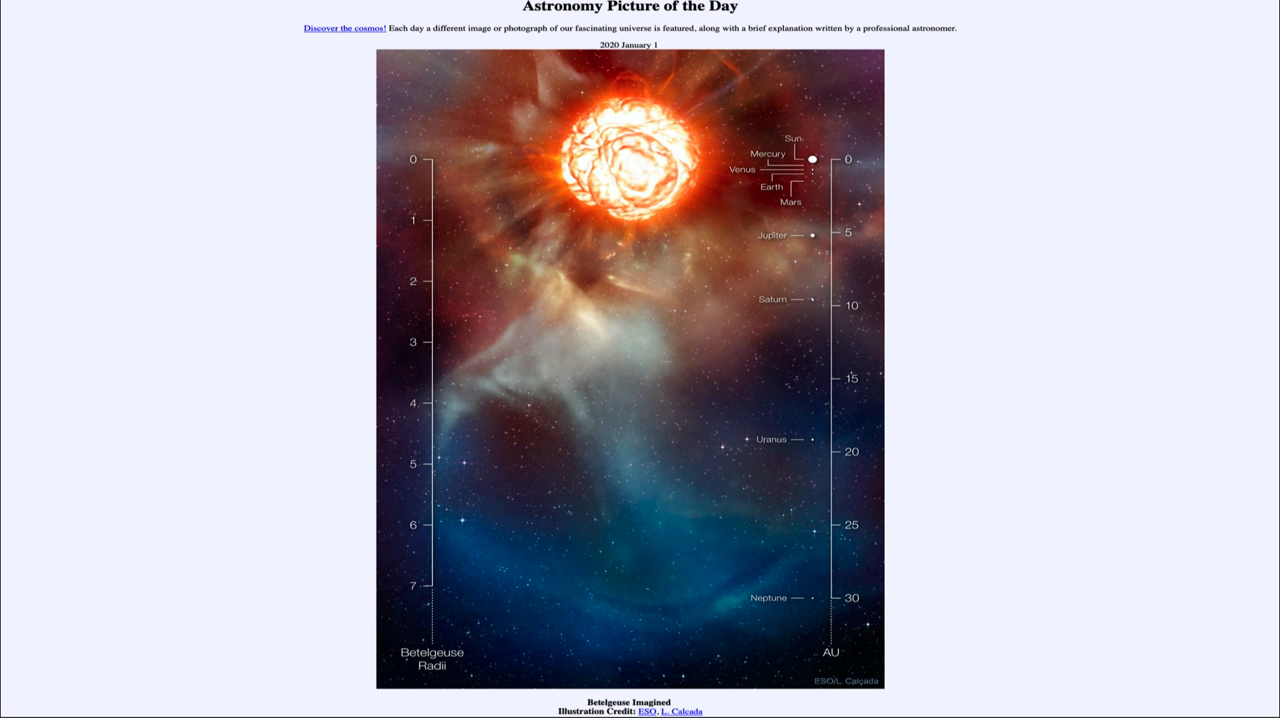 Astronomy Picture of the Day
Discover the cosmos! Each day a different image or photograph of our fascinating universe is featured, along with a brief explanation written by a professional astronomer.
2020 January 1
0
1
2
3
4
5
6
7
Betelgeuse
Radii
Sun
Mercury
Venus
Earth
Mars
Jupiter
Saturn
Uranus
Neptune
0
5
10
15
20
25
30
AU
ESO/L. Calçada
Betelgeuse Imagined
Illustration Credit: ESO, L. Calcada